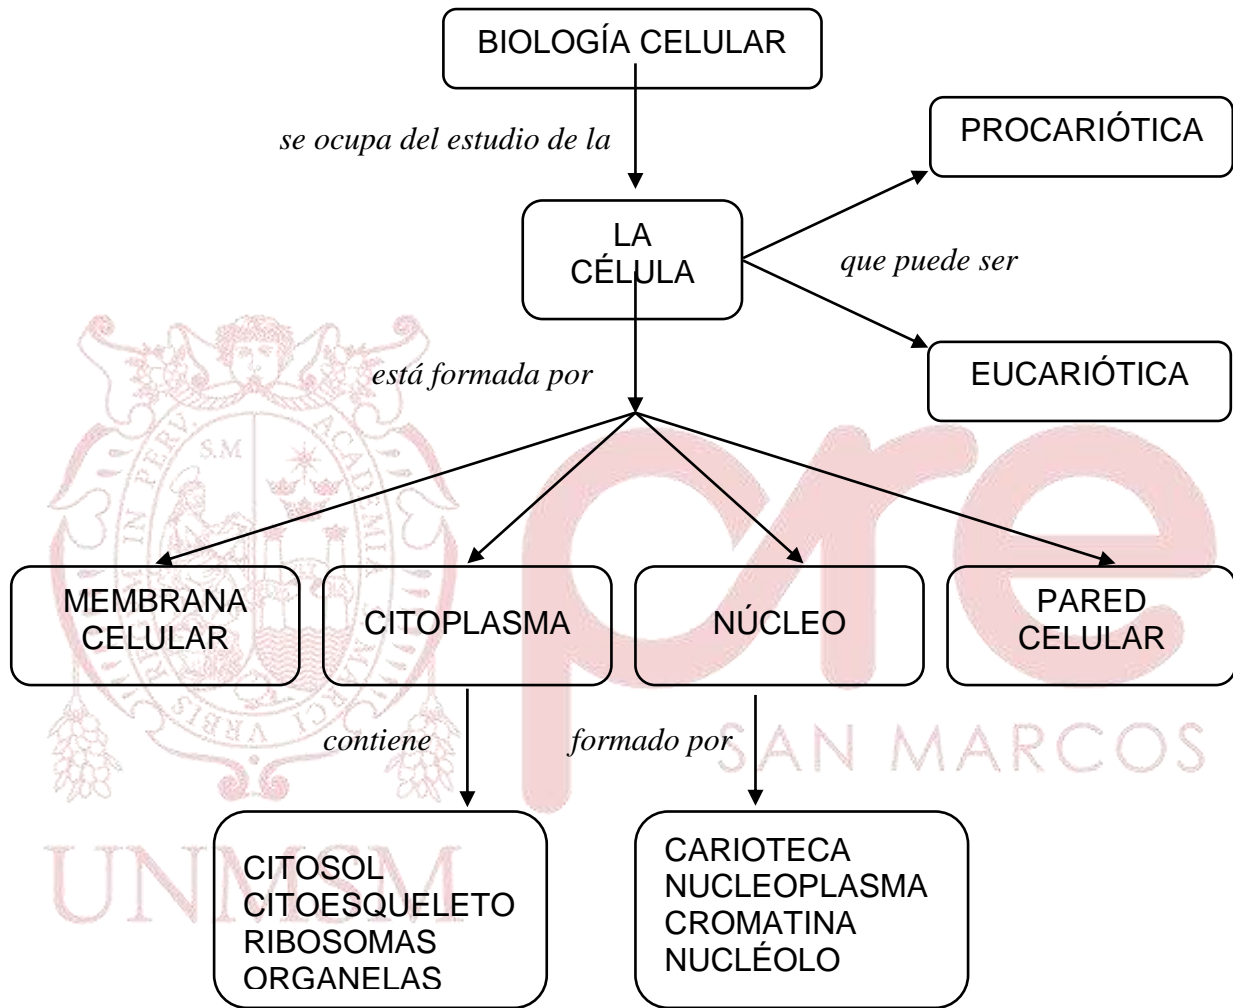 BIOLOGÍA CELULAR
se ocupa del estudio de la
PROCARIÓTICA
LA
CÉLULA
que puede ser
EUCARIÓTICA
está formada por
MEMBRANA
CELULAR
CITOPLASMA
NÚCLEO
PARED
CELULAR
contiene
formado por
CITOSOL
CITOESQUELETO
RIBOSOMAS
ORGANELAS
CARIOTECA
NUCLEOPLASMA
CROMATINA
NUCLÉOLO
pre
SAN MARCOS
UNMSM
S.M